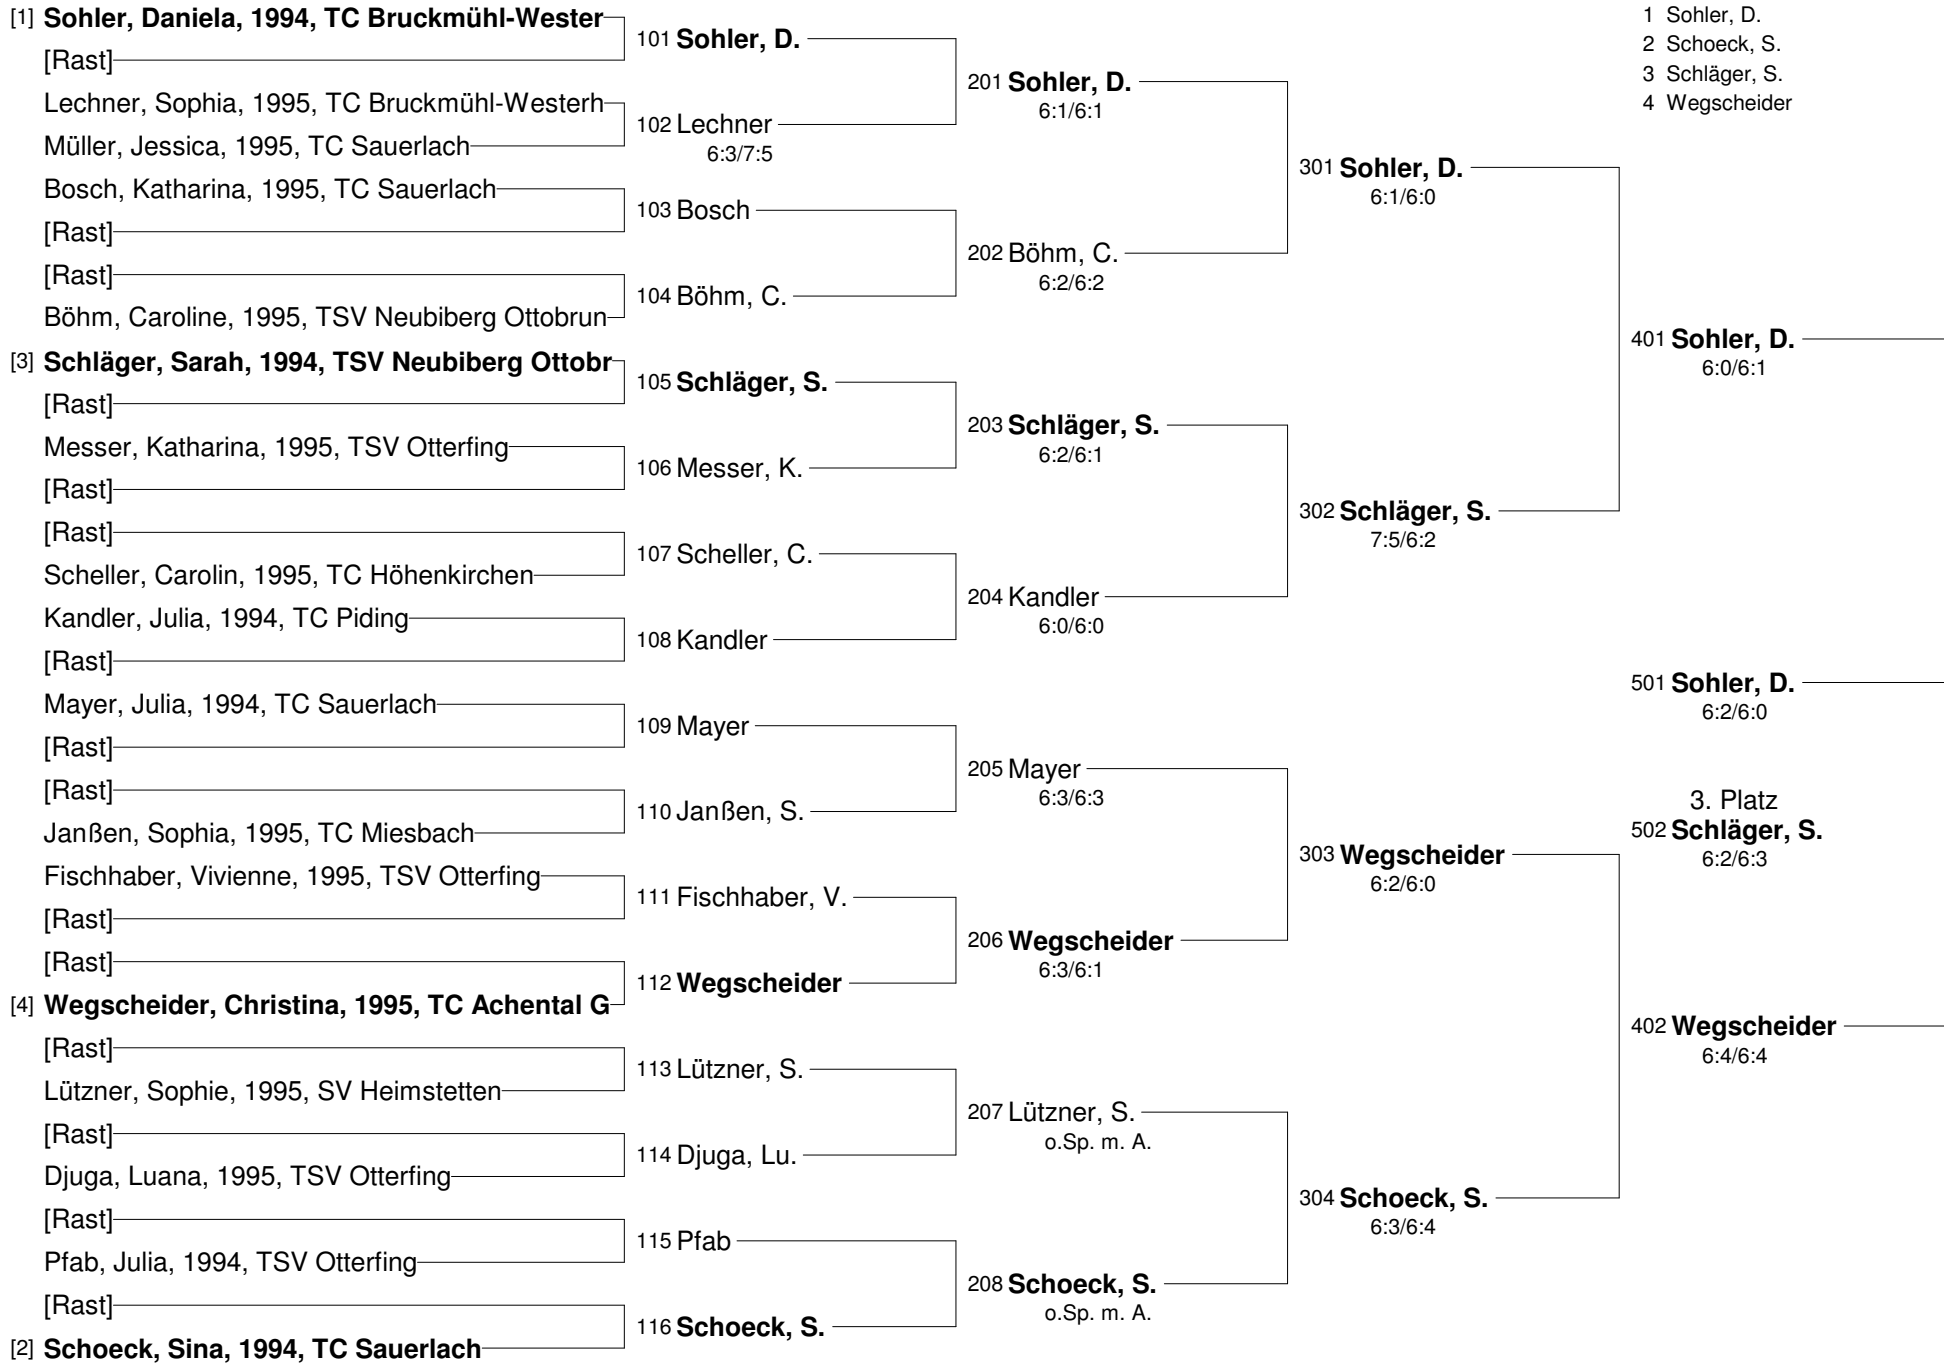 [1] Sohler, Daniela, 1994, TC Bruckmühl-Wester
[Rast]
Lechner, Sophia, 1995, TC Bruckmühl-Westerh
Müller, Jessica, 1995, TC Sauerlach
Bosch, Katharina, 1995, TC Sauerlach
[Rast]
[Rast]
Böhm, Caroline, 1995, TSV Neubiberg Ottobrun
[3] Schläger, Sarah, 1994, TSV Neubiberg Ottobr
[Rast]
Messer, Katharina, 1995, TSV Otterfing
[Rast]
[Rast]
Scheller, Carolin, 1995, TC Höhenkirchen
Kandler, Julia, 1994, TC Piding
[Rast]
Mayer, Julia, 1994, TC Sauerlach
[Rast]
[Rast]
Janßen, Sophia, 1995, TC Miesbach
Fischhaber, Vivienne, 1995, TSV Otterfing
[Rast]
[Rast]
[4] Wegscheider, Christina, 1995, TC Achental G
[Rast]
Lützner, Sophie, 1995, SV Heimstetten
[Rast]
Djuga, Luana, 1995, TSV Otterfing
[Rast]
Pfab, Julia, 1994, TSV Otterfing
[Rast]
[2] Schoeck, Sina, 1994, TC Sauerlach
101 Sohler, D.
102 Lechner
6:3/7:5
103 Bosch
104 Böhm, C.
105 Schläger, S.
106 Messer, K.
107 Scheller, C.
108 Kandler
109 Mayer
110 Janßen, S.
111 Fischhaber, V.
112 Wegscheider
113 Lützner, S.
114 Djuga, Lu.
115 Pfab
116 Schoeck, S.
201 Sohler, D.
6:1/6:1
202 Böhm, C.
6:2/6:2
203 Schläger, S.
6:2/6:1
204 Kandler
6:0/6:0
205 Mayer
6:3/6:3
206 Wegscheider
6:3/6:1
207 Lützner, S.
o.Sp. m. A.
208 Schoeck, S.
o.Sp. m. A.
301 Sohler, D.
6:1/6:0
302 Schläger, S.
7:5/6:2
303 Wegscheider
6:2/6:0
304 Schoeck, S.
6:3/6:4
1 Sohler, D.
2 Schoeck, S.
3 Schläger, S.
4 Wegscheider
401 Sohler, D.
6:0/6:1
501 Sohler, D.
6:2/6:0
3. Platz
502 Schläger, S.
6:2/6:3
402 Wegscheider
6:4/6:4